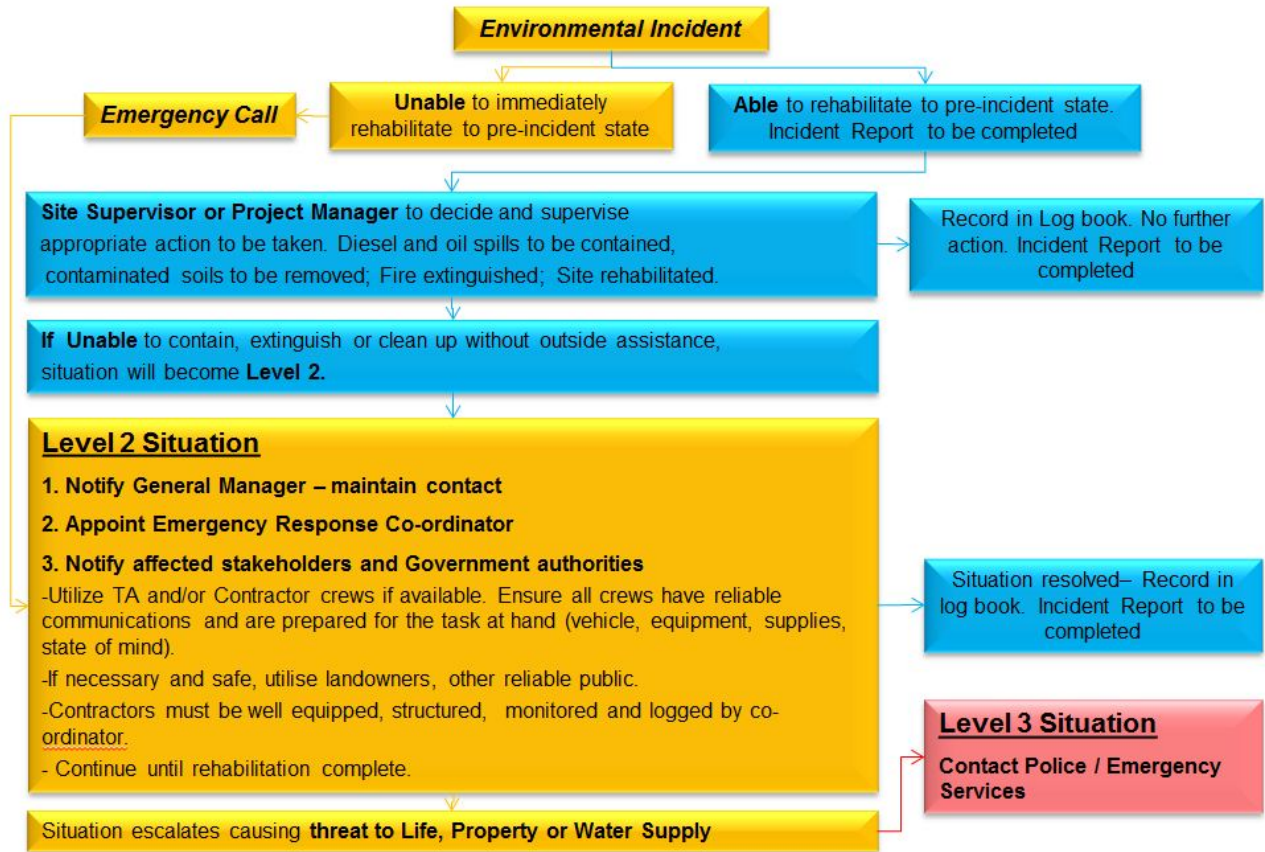 Environmental Incident
Emergency Call
Unable to immediately
rehabilitate to pre-incident state
Able to rehabilitate to pre-incident state.
Incident Report to be completed
Site Supervisor or Project Manager to decide and supervise
appropriate action to be taken. Diesel and oil spills to be contained,
contaminated soils to be removed; Fire extinguished; Site rehabilitated.
Record in Log book. No further
action. Incident Report to be
completed
If Unable to contain, extinguish or clean up without outside assistance,
situation will become Level 2.
Level 2 Situation
1. Notify General Manager – maintain contact
2. Appoint Emergency Response Co-ordinator
3. Notify affected stakeholders and Government authorities
-Utilize TA and/or Contractor crews if available. Ensure all crews have reliable
communications and are prepared for the task at hand (vehicle, equipment, supplies,
state of mind).
-If necessary and safe, utilise landowners, other reliable public.
-Contractors must be well equipped, structured, monitored and logged by co-
ordinator.
- Continue until rehabilitation complete.
Situation resolved– Record in
log book. Incident Report to be
completed
Level 3 Situation
Contact Police / Emergency
Services
Situation escalates causing threat to Life, Property or Water Supply